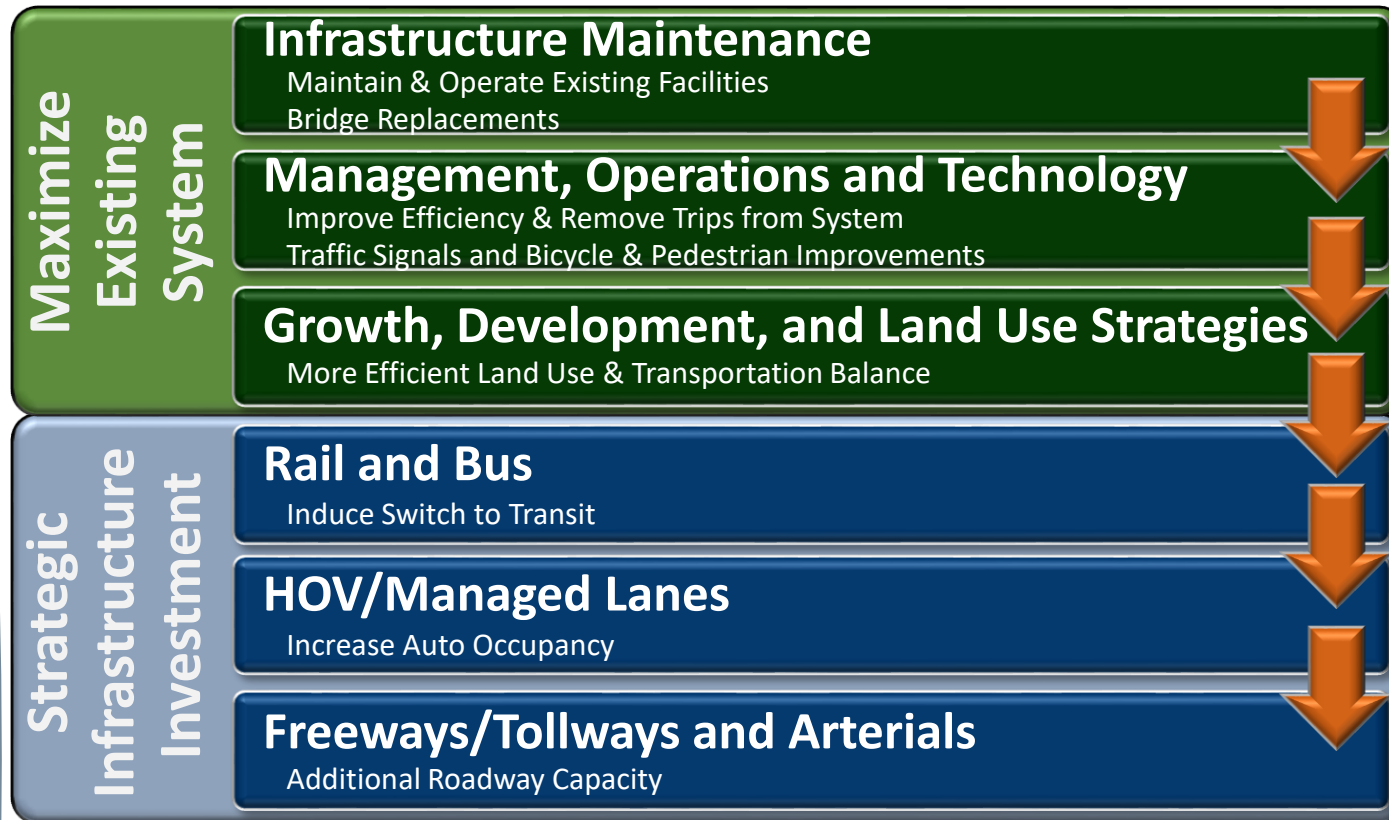 Maximize
Existing
System
Infrastructure Maintenance
Maintain & Operate Existing Facilities
Bridge Replacements
Management, Operations and Technology
Improve Efficiency & Remove Trips from System
Traffic Signals and Bicycle & Pedestrian Improvements
Growth, Development, and Land Use Strategies
More Efficient Land Use & Transportation Balance
Strategic
Infrastructure
Investment
Rail and Bus
Induce Switch to Transit
HOV/Managed Lanes
Increase Auto Occupancy
Freeways/Tollways and Arterials
Additional Roadway Capacity